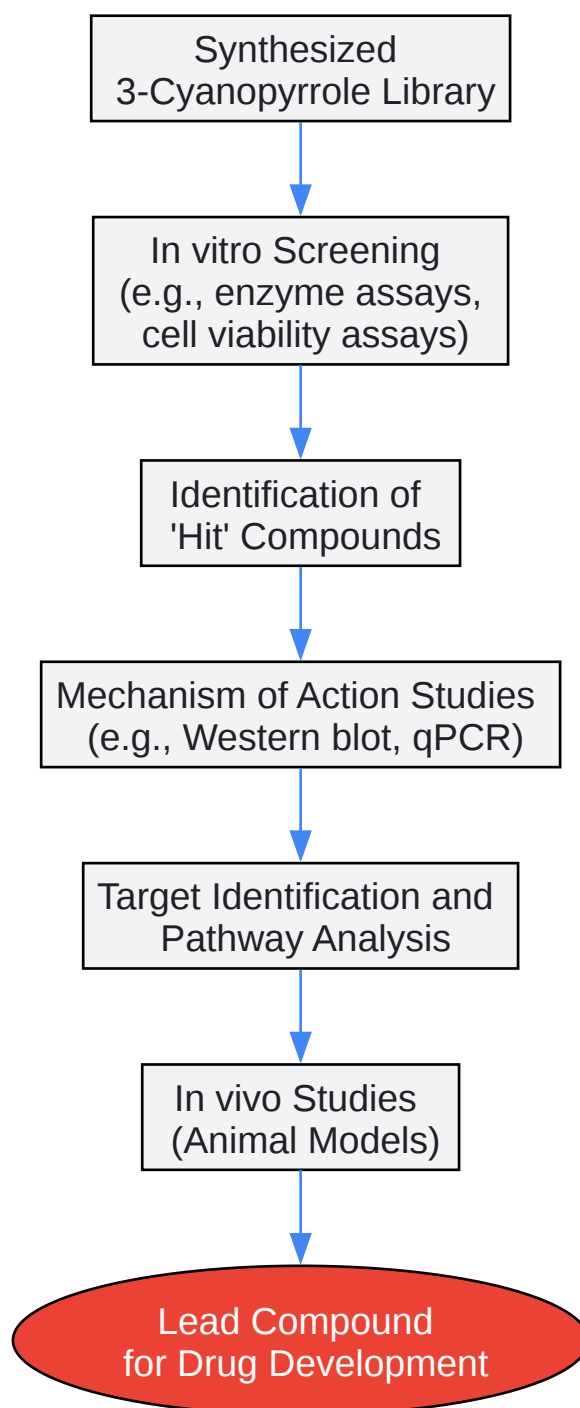 Synthesized
3-Cyanopyrrole Library
In vitro Screening
(e.g., enzyme assays,
cell viability assays)
Identification of
'Hit' Compounds
Mechanism of Action Studies
(e.g., Western blot, qPCR)
Target Identification and
Pathway Analysis
In vivo Studies
(Animal Models)
Lead Compound
for Drug Development